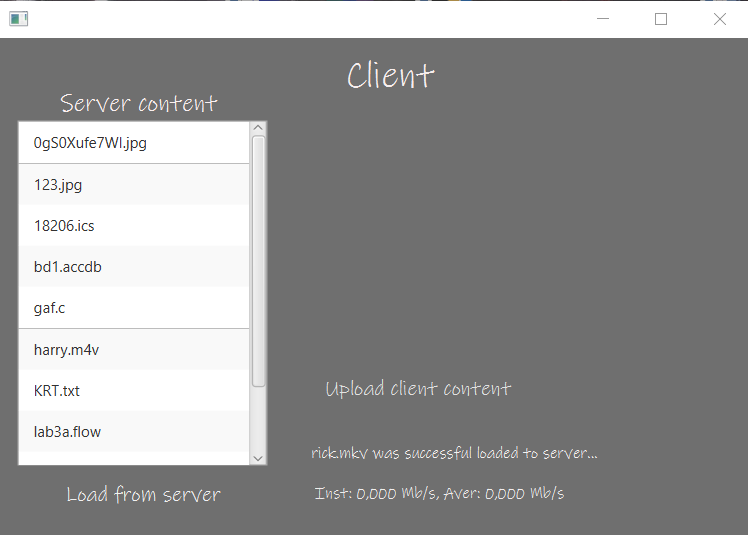 Client
Server content
0gS0Xufe7WI.jpg
123.jpg
18206.ics
bd1.accdb
gaf.c
harry.m4v
KRT.txt
lab3a.flow
Load from server
Upload client content
rick.mkv was successful loaded to server...
Inst: 0,000 Mb/s, Aver: 0,000 Mb/s